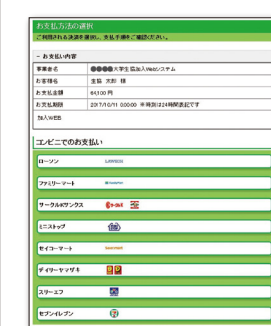 お支払方法の選択
ご利用される決済を選択し、支払手順をご確認ください。
- お支払い内容
事業者名 ●●●●大学生協加入Webシステム
お客様名 生協 太郎 様
お支払金額 64,100 円
お支払期限 2017/10/11 00:00:00 ※時刻は24時間表記です
加入WEB
コンビニでのお支払い
ローソン LAWSON
ファミリーマート FamilyMart
サークルKサンクス
ミニストップ
セイコーマート Seicomart
デイリーヤマザキ
スリーエフ
セブンイレブン